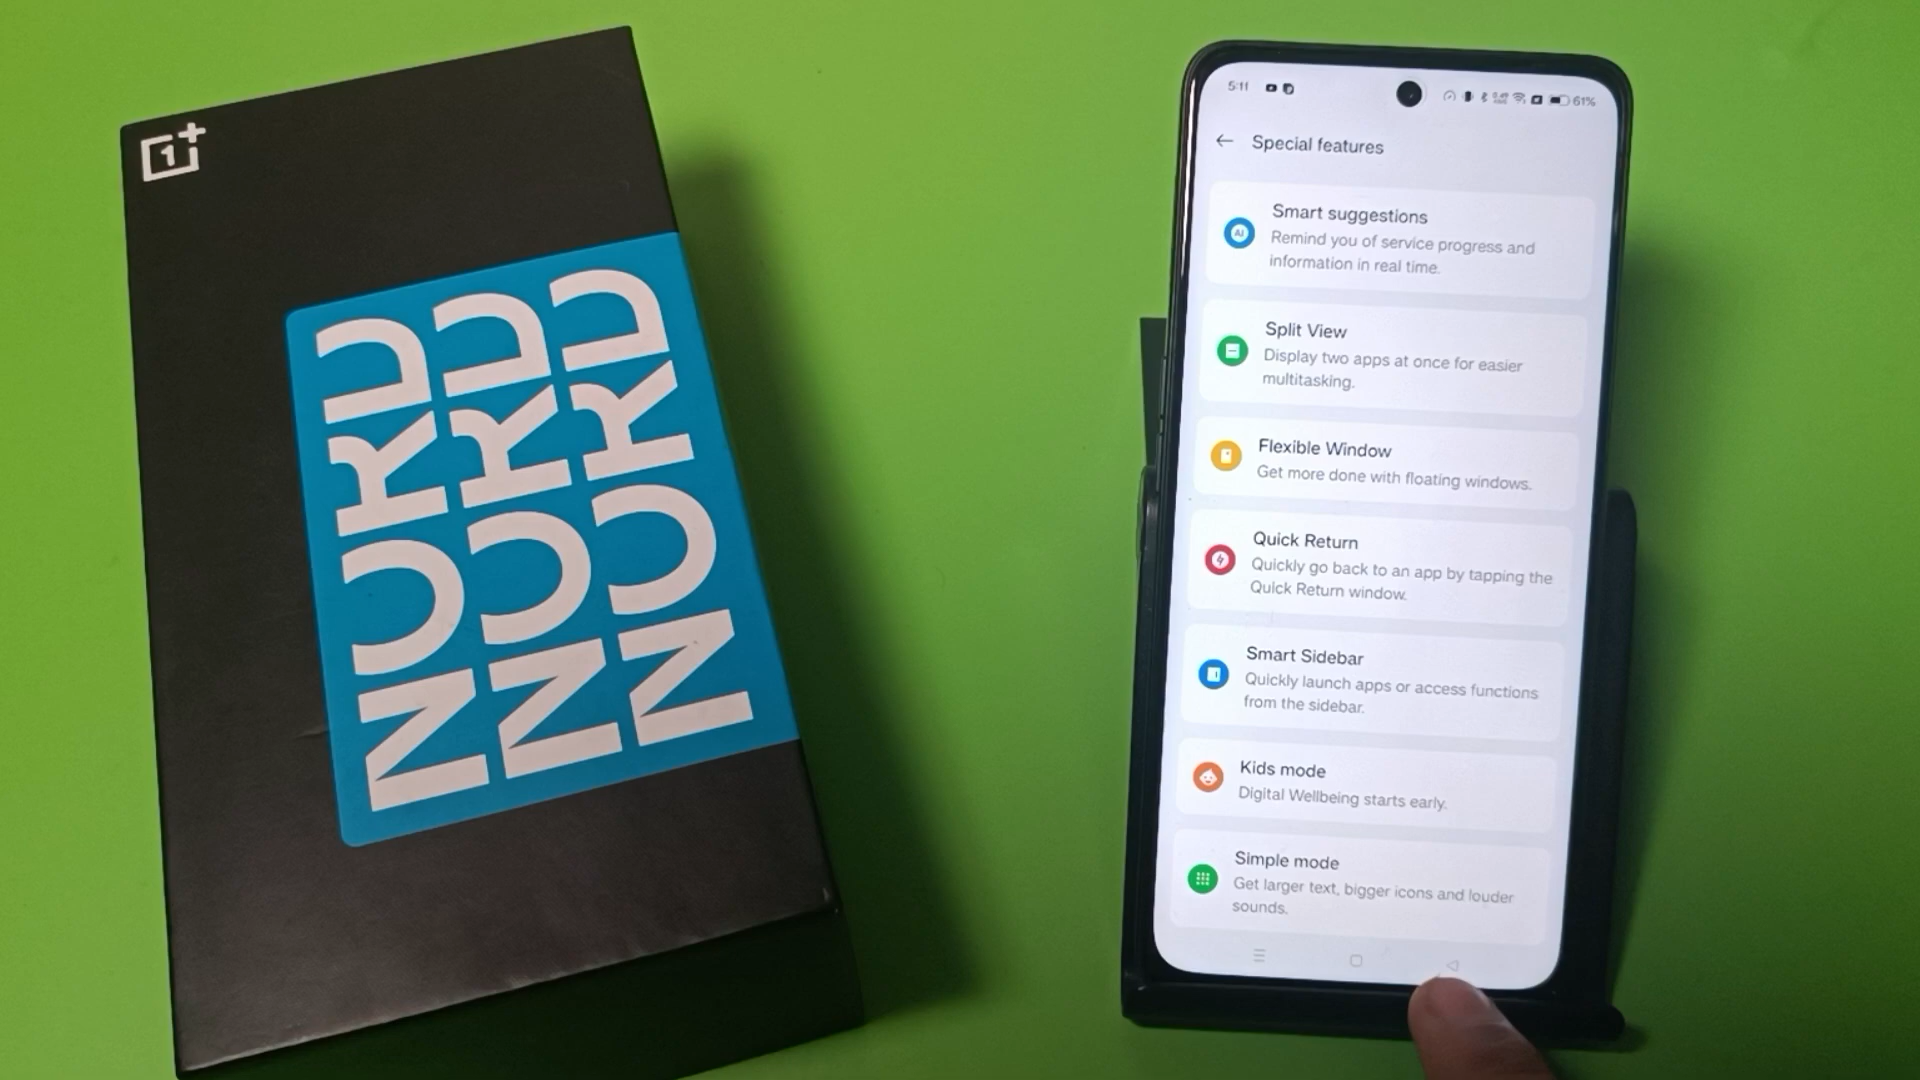 1+
NORD
NORD
NORD
5:11
61%
Special features
AI
Smart suggestions
Remind you of service progress and
information in real time.
Split View
Display two apps at once for easier
multitasking.
Flexible Window
Get more done with floating windows.
Quick Return
Quickly go back to an app by tapping the
Quick Return window.
Smart Sidebar
Quickly launch apps or access functions
from the sidebar.
Kids mode
Digital Wellbeing starts early.
Simple mode
Get larger text, bigger icons and louder
sounds.